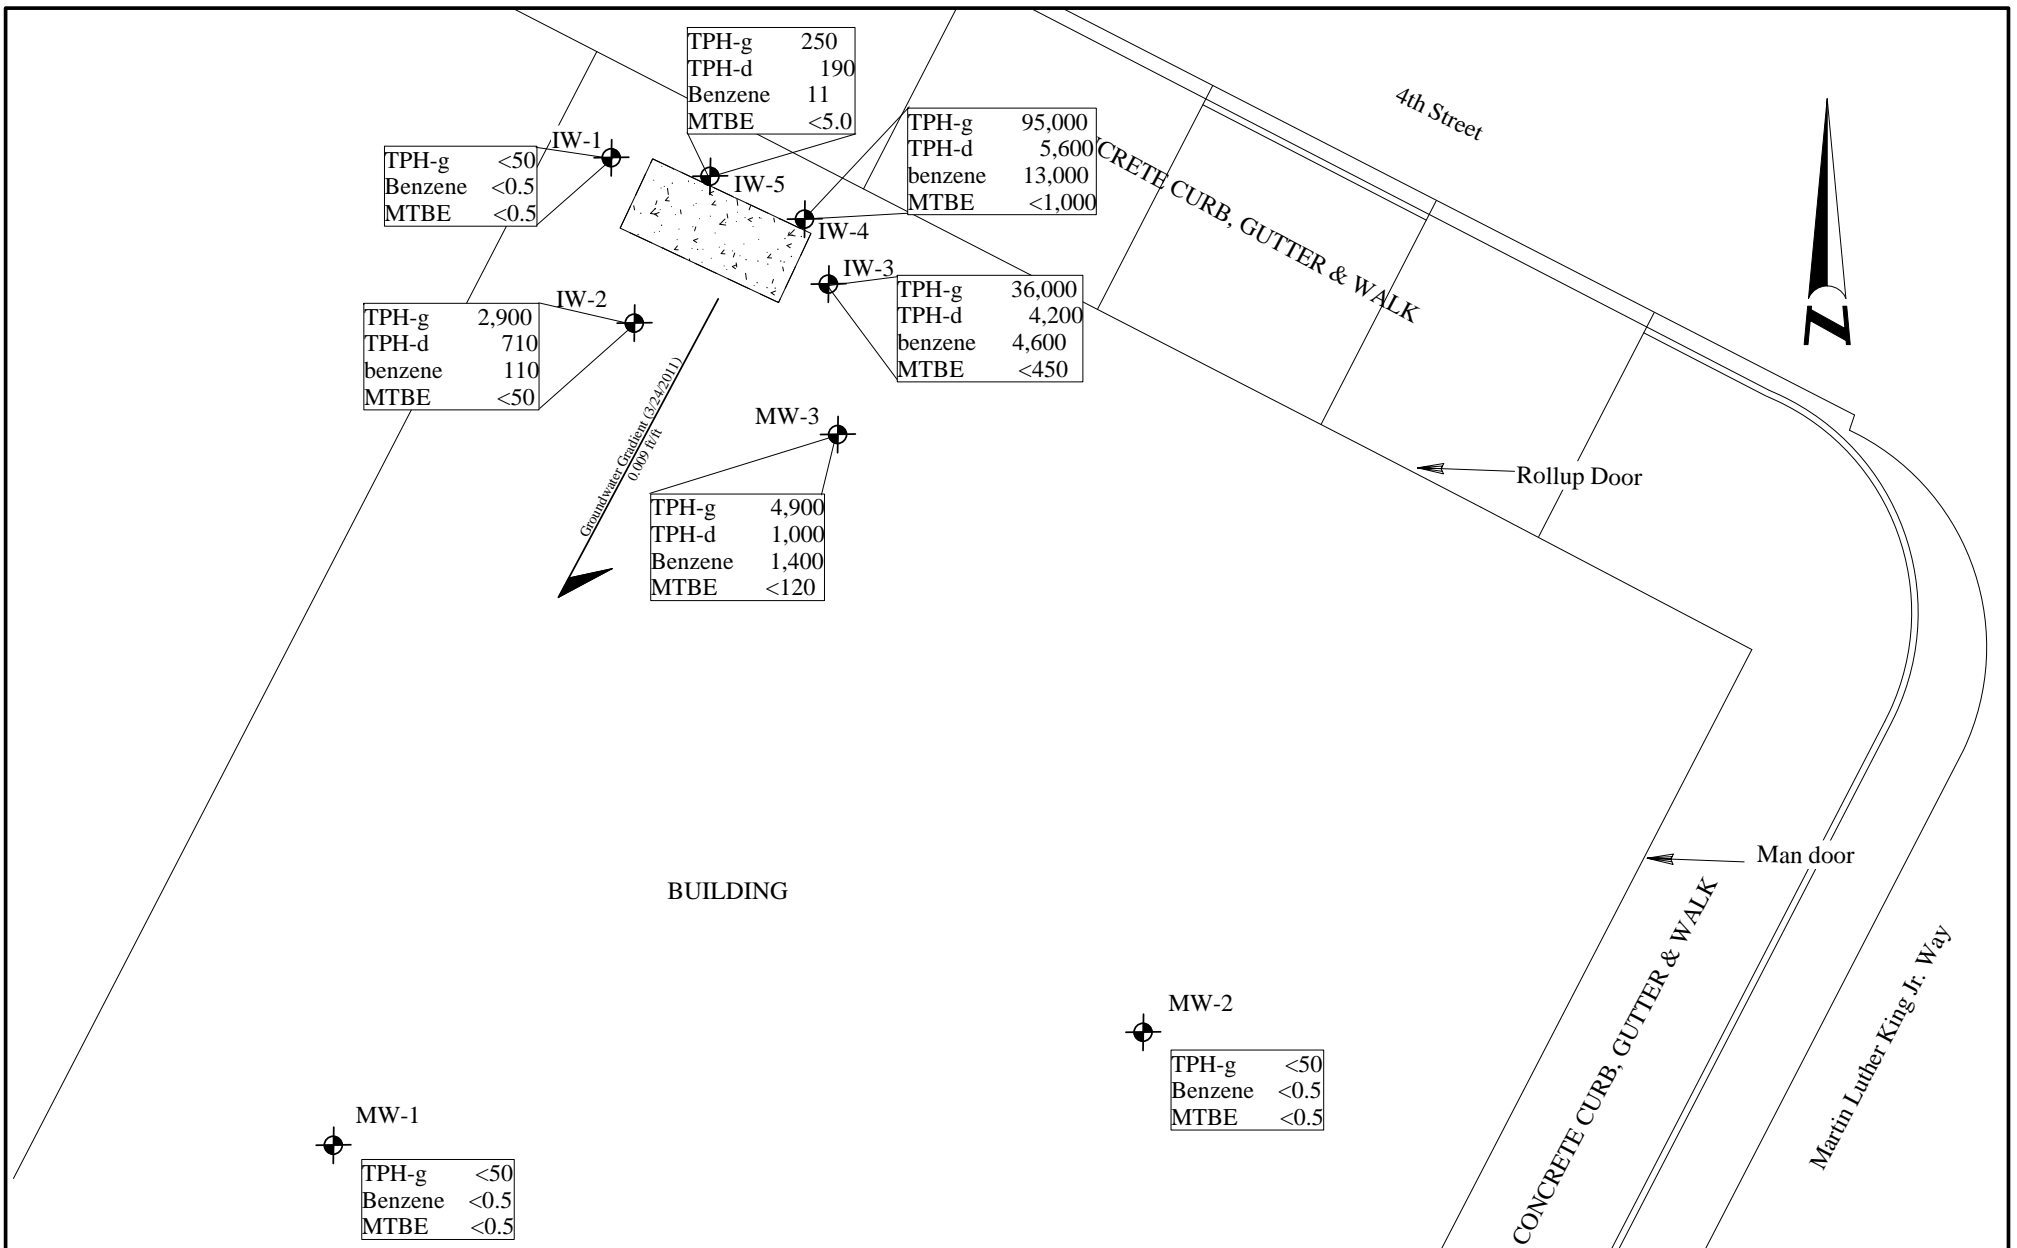 TPH-g 250
TPH-d 190
Benzene 11
MTBE <5.0
4th Street
IW-1
TPH-g <50
Benzene <0.5
MTBE <0.5
IW-5
TPH-g 95,000
TPH-d 5,600
benzene 13,000
MTBE <1,000
CRETE CURB, GUTTER & WALK
IW-4
IW-3
TPH-g 36,000
TPH-d 4,200
benzene 4,600
MTBE <450
IW-2
TPH-g 2,900
TPH-d 710
benzene 110
MTBE <50
N
Groundwater Gradient (3/24/2011)
0.009 ft/ft
MW-3
TPH-g 4,900
TPH-d 1,000
Benzene 1,400
MTBE <120
Rollup Door
Man door
BUILDING
CONCRETE CURB, GUTTER & WALK
Martin Luther King Jr. Way
MW-2
TPH-g <50
Benzene <0.5
MTBE <0.5
MW-1
TPH-g <50
Benzene <0.5
MTBE <0.5